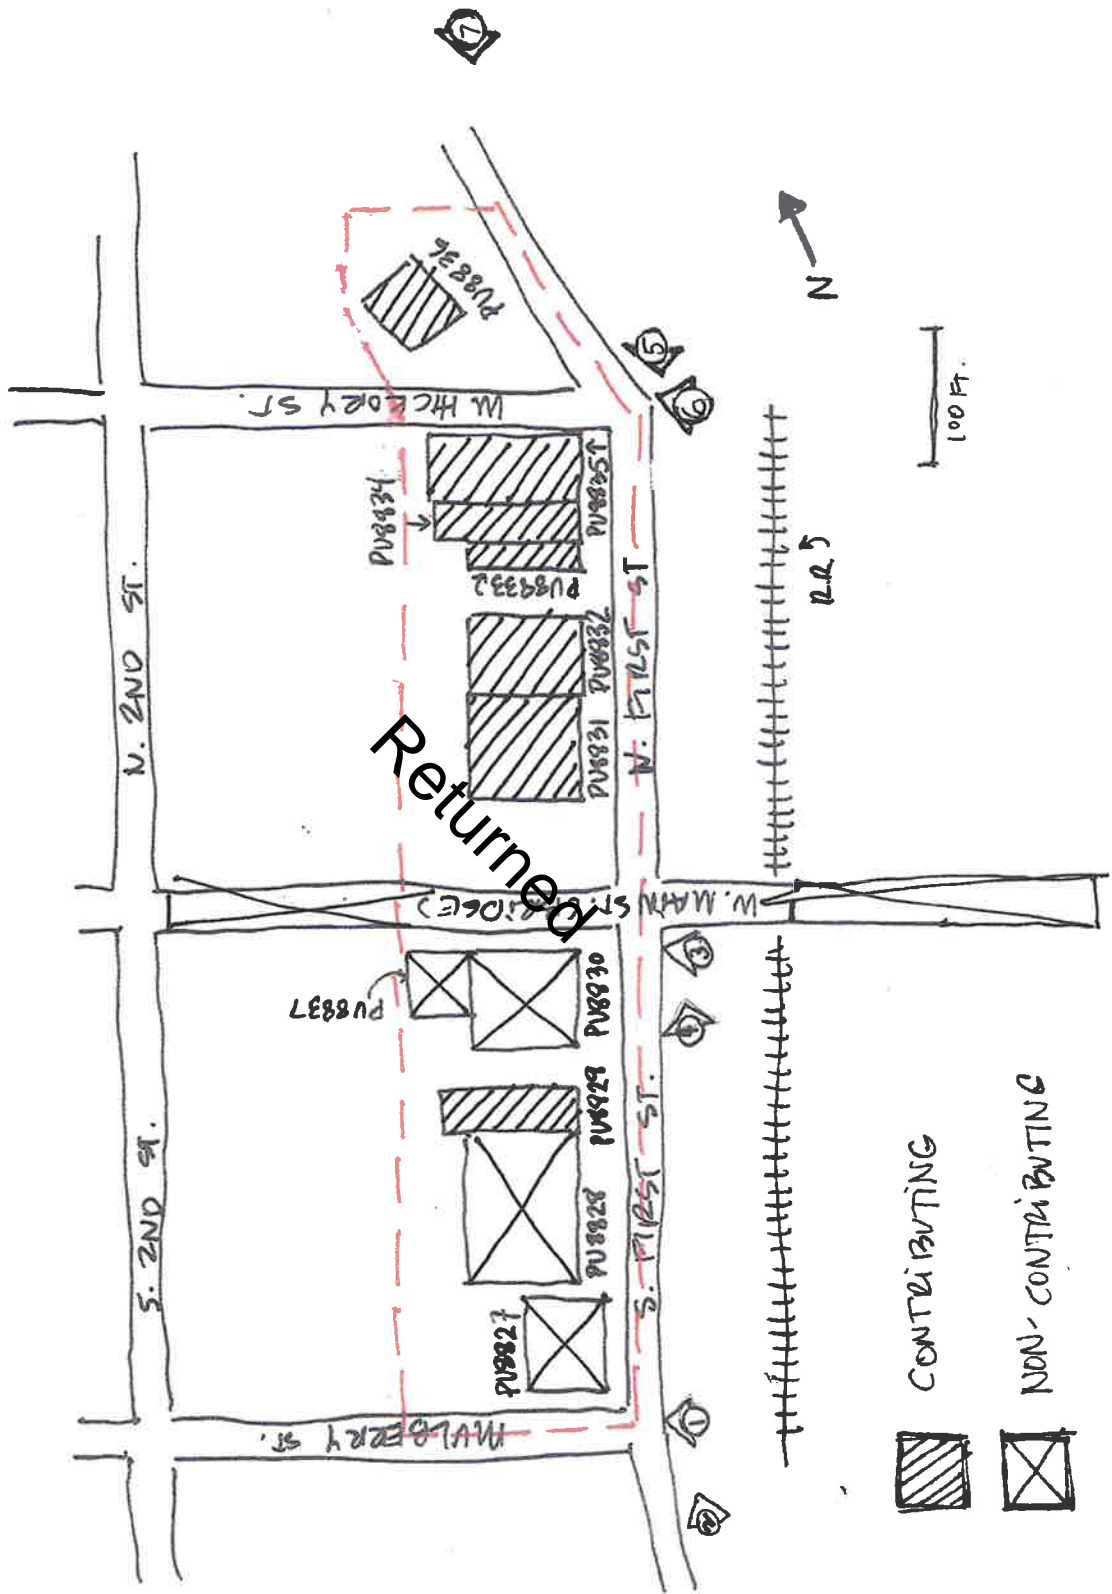 7
PU8836
W. HICKORY ST.
N
5
6
100 FT.
PU8834
PU8835
PU8833
N. 2ND ST.
PU8832
PU8831
N. FIRST ST
R.R.
Returned
W. MAIN ST. (BRIDGE)
3
PU8837
PU8830
4
PU8829
S. 2ND ST.
PU8828
S. FIRST ST.
PU8827
MULBERRY ST.
1
2
CONTRIBUTING
NON-CONTRIBUTING